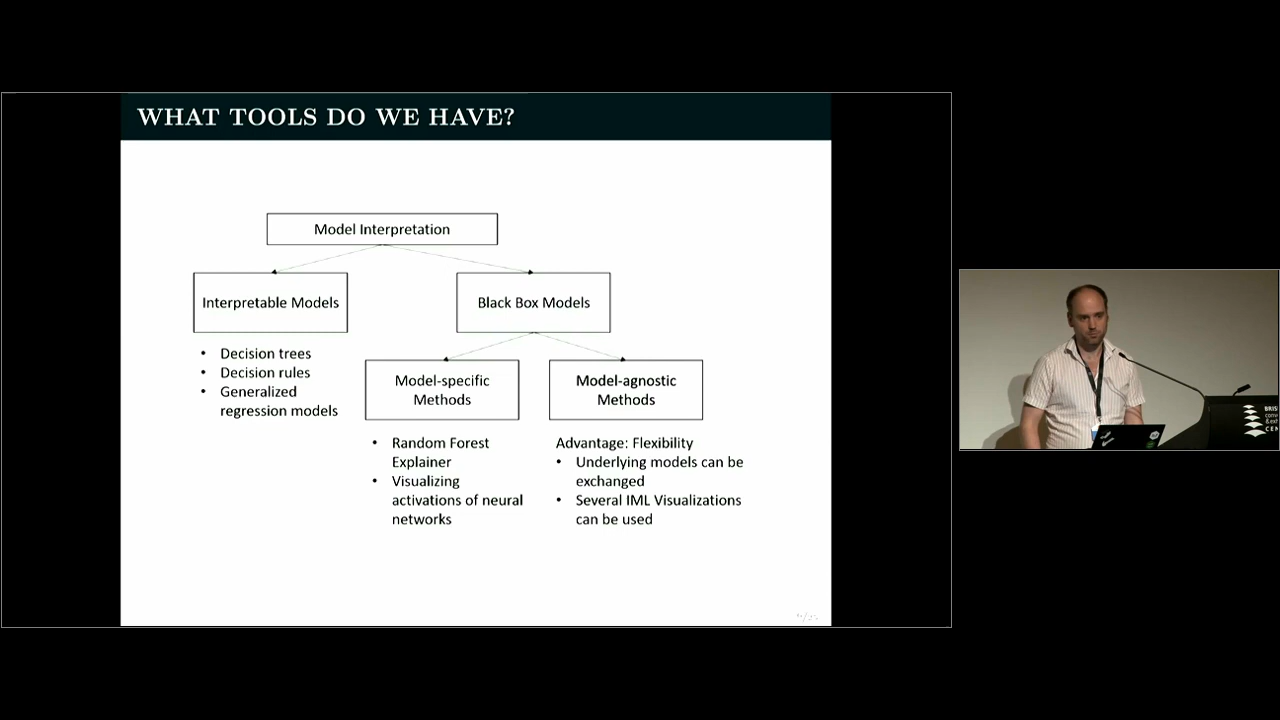 WHAT TOOLS DO WE HAVE?
Model Interpretation
Interpretable Models
Black Box Models
• Decision trees
• Decision rules
• Generalized
regression models
Model-specific
Methods
Model-agnostic
Methods
• Random Forest
Explainer
• Visualizing
activations of neural
networks
Advantage: Flexibility
• Underlying models can be
exchanged
• Several IML Visualizations
can be used
BRIS
CEN